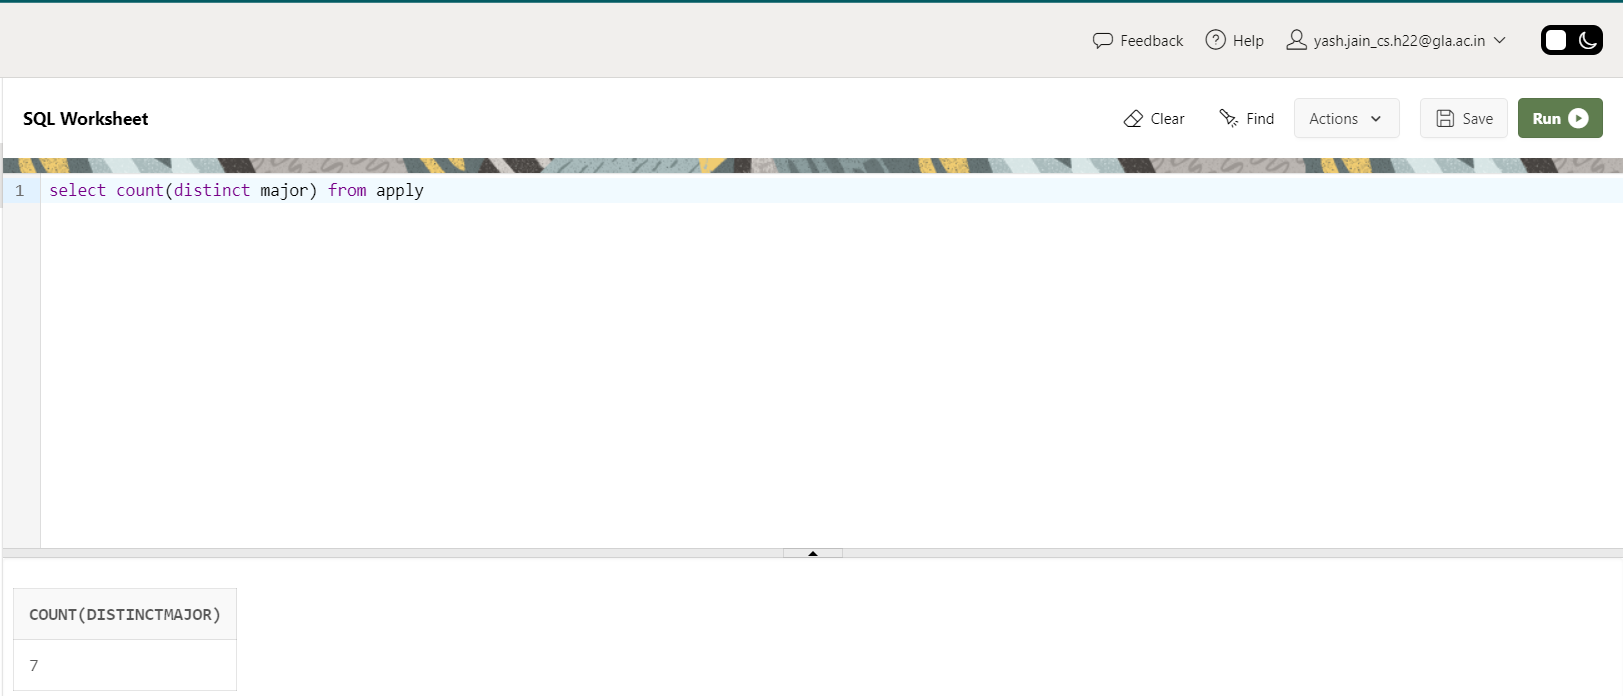 Feedback Help yash.jain_cs.h22@gla.ac.in
SQL Worksheet Clear Find Actions Save Run
1 select count(distinct major) from apply
COUNT(DISTINCTMAJOR)
7